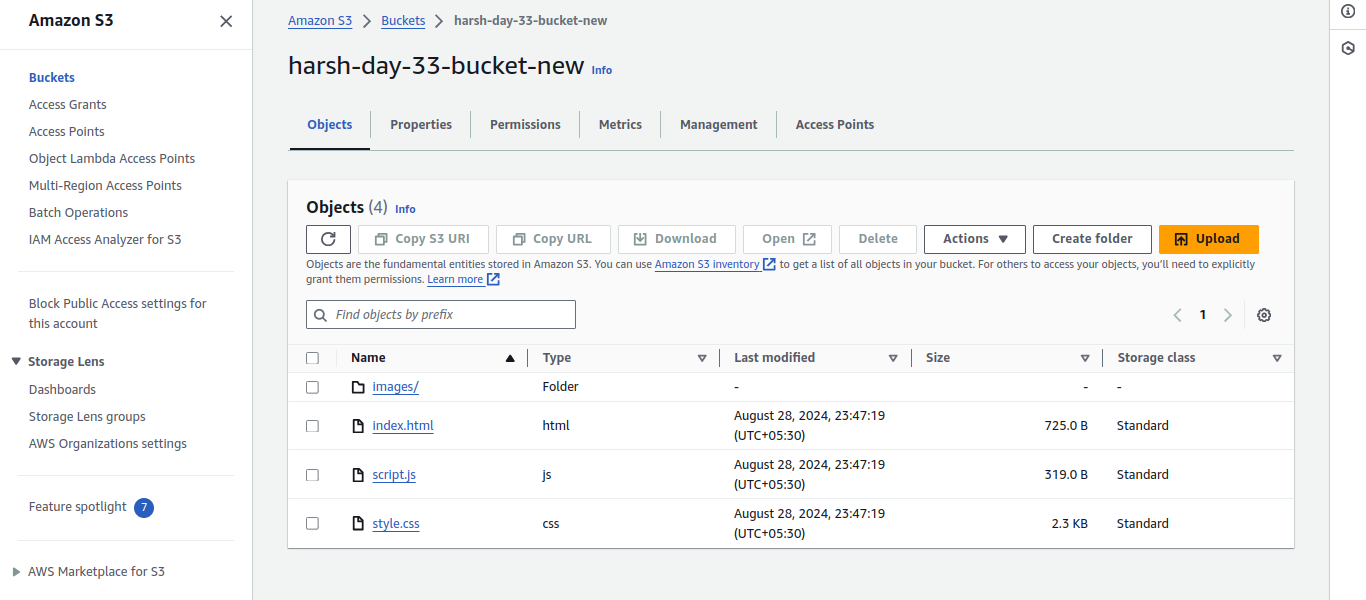 Amazon S3
Buckets
Access Grants
Access Points
Object Lambda Access Points
Multi-Region Access Points
Batch Operations
IAM Access Analyzer for S3
Block Public Access settings for
this account
Storage Lens
Dashboards
Storage Lens groups
AWS Organizations settings
Feature spotlight 7
AWS Marketplace for S3
Amazon S3 Buckets harsh-day-33-bucket-new
harsh-day-33-bucket-new Info
Objects Properties Permissions Metrics Management Access Points
Objects (4) Info
Copy S3 URI Copy URL Download Open Delete Actions Create folder Upload
Objects are the fundamental entities stored in Amazon S3. You can use Amazon S3 inventory to get a list of all objects in your bucket. For others to access your objects, you'll need to explicitly
grant them permissions. Learn more
Find objects by prefix 1
Name Type Last modified Size Storage class
images/ Folder - - -
index.html html August 28, 2024, 23:47:19 (UTC+05:30) 725.0 B Standard
script.js js August 28, 2024, 23:47:19 (UTC+05:30) 319.0 B Standard
style.css css August 28, 2024, 23:47:19 (UTC+05:30) 2.3 KB Standard